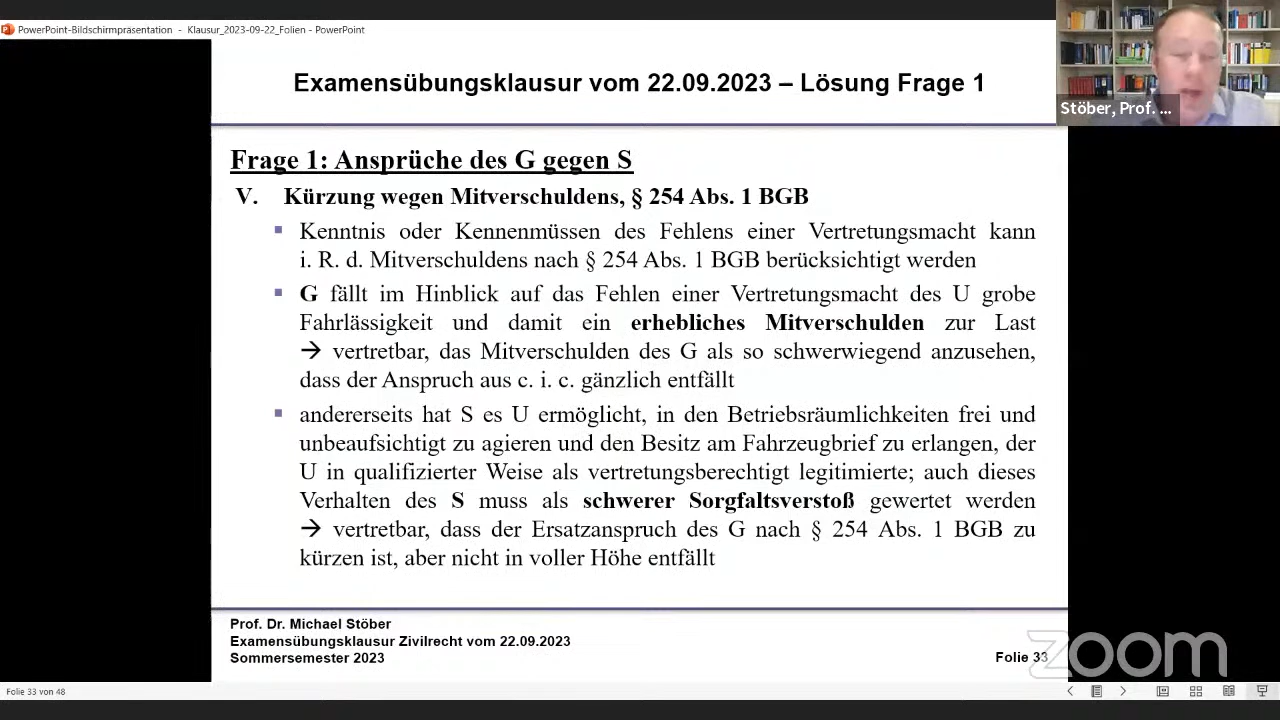 PowerPoint-Bildschirmpräsentation - Klausur_2023-09-22_Folien - PowerPoint
Stöber, Prof. ...
Examensübungsklausur vom 22.09.2023 – Lösung Frage 1
Frage 1: Ansprüche des G gegen S
V. Kürzung wegen Mitverschuldens, § 254 Abs. 1 BGB
▪ Kenntnis oder Kennenmüssen des Fehlens einer Vertretungsmacht kann
i. R. d. Mitverschuldens nach § 254 Abs. 1 BGB berücksichtigt werden
▪ G fällt im Hinblick auf das Fehlen einer Vertretungsmacht des U grobe
Fahrlässigkeit und damit ein erhebliches Mitverschulden zur Last
→ vertretbar, das Mitverschulden des G als so schwerwiegend anzusehen,
dass der Anspruch aus c. i. c. gänzlich entfällt
▪ andererseits hat S es U ermöglicht, in den Betriebsräumlichkeiten frei und
unbeaufsichtigt zu agieren und den Besitz am Fahrzeugbrief zu erlangen, der
U in qualifizierter Weise als vertretungsberechtigt legitimierte; auch dieses
Verhalten des S muss als schwerer Sorgfaltsverstoß gewertet werden
→ vertretbar, dass der Ersatzanspruch des G nach § 254 Abs. 1 BGB zu
kürzen ist, aber nicht in voller Höhe entfällt
Prof. Dr. Michael Stöber
Examensübungsklausur Zivilrecht vom 22.09.2023
Sommersemester 2023
Folie 33
zoom
Folie 33 von 48